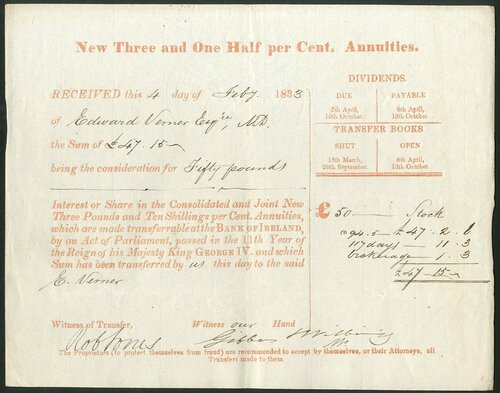 New Three and One Half per Cent. Annuities.
RECEIVED this 4 day of Feby 1833
of Edward Verner Esqre, MD.
the Sum of £47. 15
being the consideration for Fifty pounds
Interest or Share in the Consolidated and Joint New
Three Pounds and Ten Shillings per Cent. Annuities,
which are made transferrable at the BANK of IRELAND,
by an Act of Parliament, passed in the 11th Year of
the Reign of his Majesty King GEORGE IV. and which
Sum has been transferred by us this day to the said
E. Verner
DIVIDENDS.
DUE PAYABLE
5th April, 8th April,
10th October. 13th October.
TRANSFER BOOKS
SHUT OPEN
13th March, 8th April,
20th September. 13th October.
£ 50 Stock
a 94.5 £47. 2. 6
117 days 11. 3
brokerage 1. 3
£47 15
Witness of Transfer, Witness our Hand
Robt Jones Gibbons &
The Proprietors (to protect themselves from fraud) are recommended to accept by themselves, or their Attorneys, all
Transfers made to them.